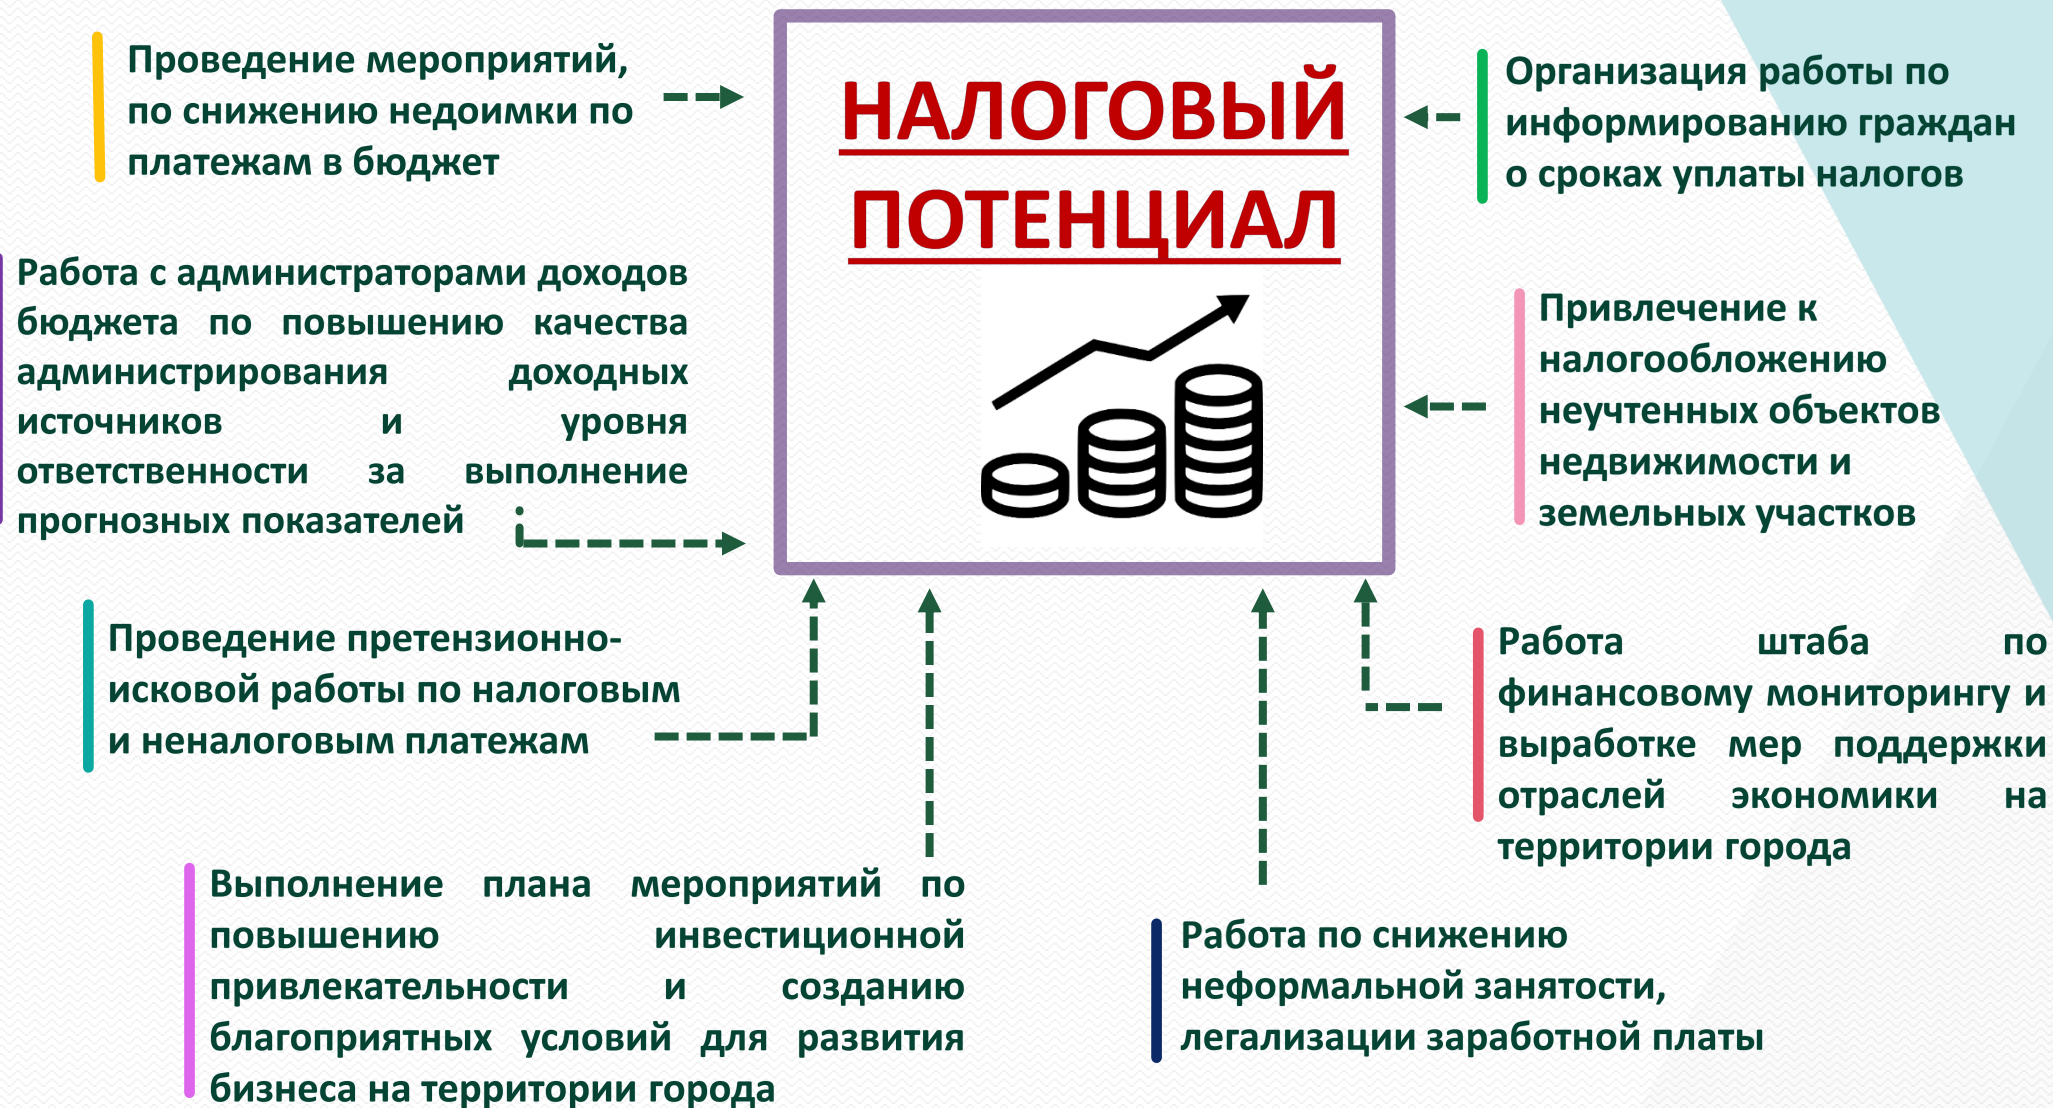 НАЛОГОВЫЙ
ПОТЕНЦИАЛ
Проведение мероприятий,
по снижению недоимки по
платежам в бюджет
Работа с администраторами доходов
бюджета по повышению качества
администрирования доходных
источников и уровня
ответственности за выполнение
прогнозных показателей
Проведение претензионно-
исковой работы по налоговым
и неналоговым платежам
Выполнение плана мероприятий по
повышению инвестиционной
привлекательности и созданию
благоприятных условий для развития
бизнеса на территории города
Организация работы по
информированию граждан
о сроках уплаты налогов
Привлечение к
налогообложению
неучтенных объектов
недвижимости и
земельных участков
Работа штаба по
финансовому мониторингу и
выработке мер поддержки
отраслей экономики на
территории города
Работа по снижению
неформальной занятости,
легализации заработной платы